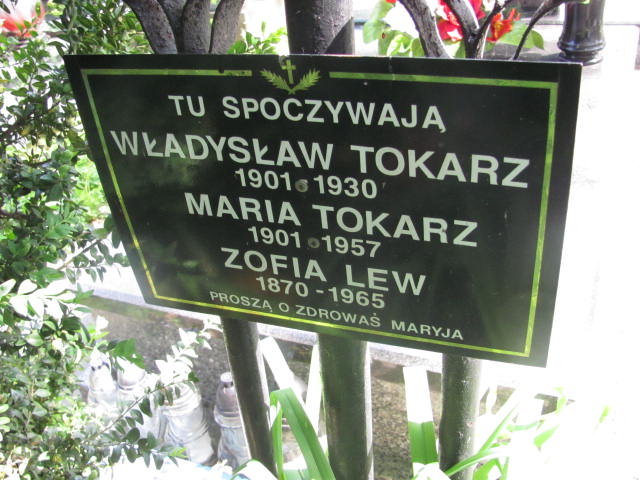 TU SPOCZYWAJĄ
WŁADYSŁAW TOKARZ
1901 1930
MARIA TOKARZ
1901 1957
ZOFIA LEW
1870 - 1965
PROSZĄ O ZDROWAŚ MARYJA